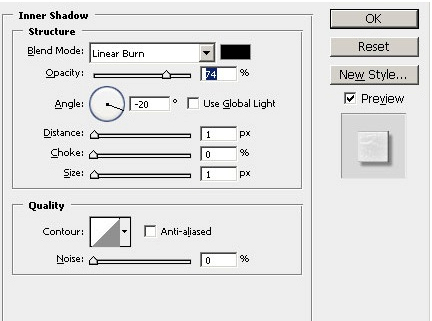 Inner Shadow
Structure
Blend Mode: Linear Burn
Opacity: 74 %
Angle: -20 ° Use Global Light
Distance: 1 px
Choke: 0 %
Size: 1 px
Quality
Contour: Anti-aliased
Noise: 0 %
OK
Reset
New Style...
Preview